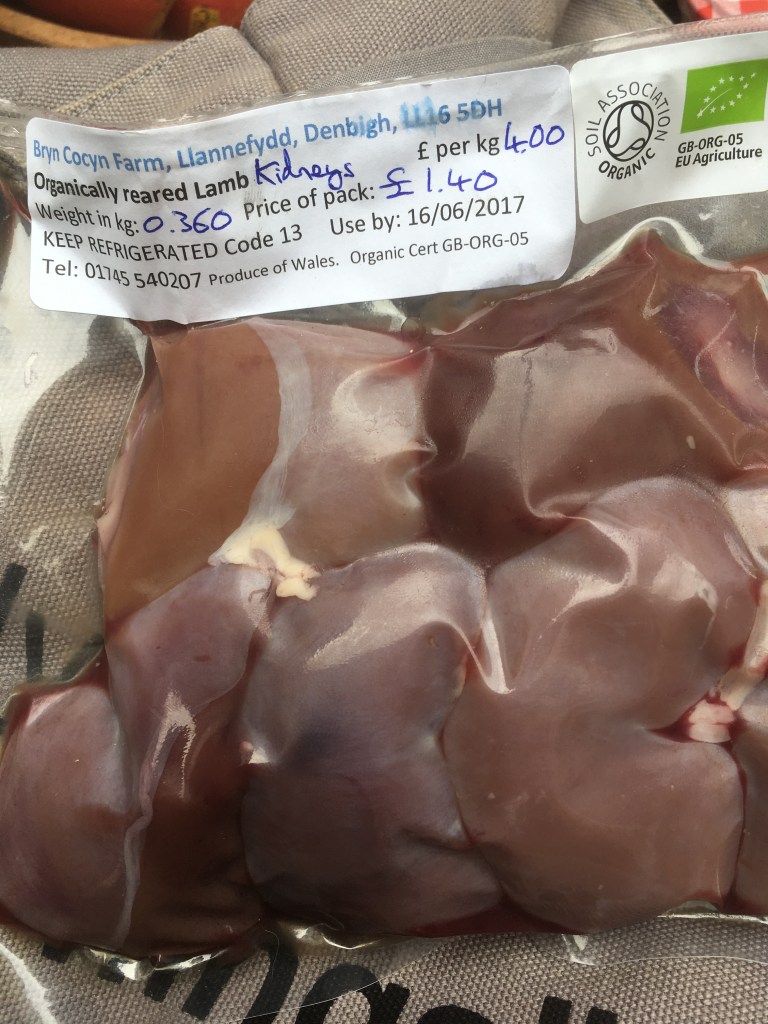 Bryn Cocyn Farm, Llannefydd, Denbigh, LL16 5DH
Organically reared Lamb Kidneys £ per kg 4.00
Weight in kg: 0.360 Price of pack: £1.40
KEEP REFRIGERATED Code 13 Use by: 16/06/2017
Tel: 01745 540207 Produce of Wales. Organic Cert GB-ORG-05
SOIL ASSOCIATION
ORGANIC
GB-ORG-05
EU Agriculture